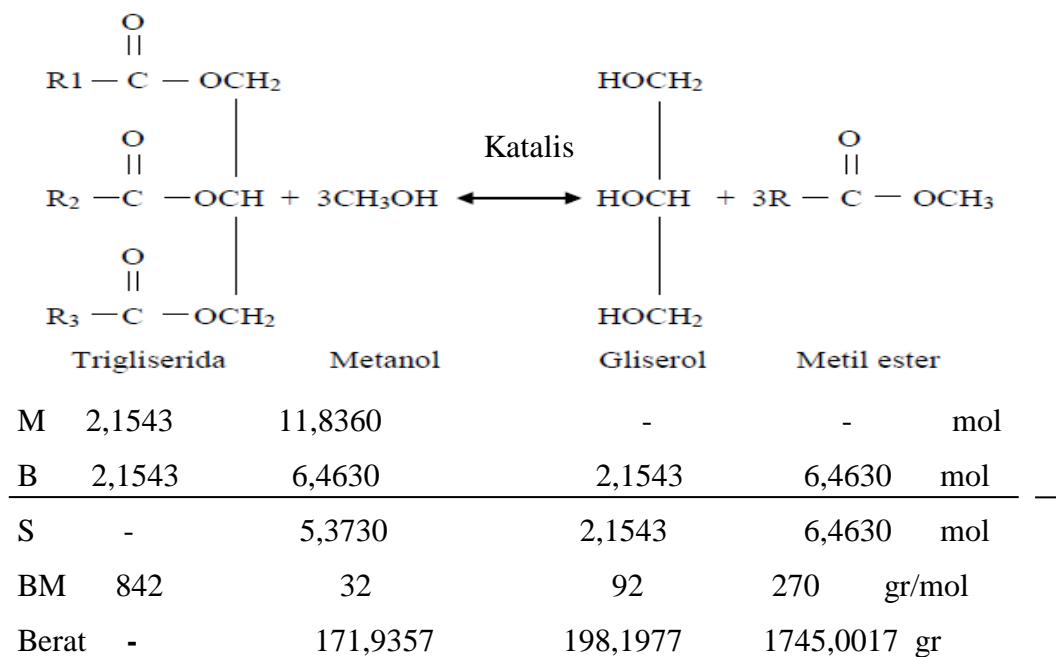 O
||
R1 — C — OCH₂ HOCH₂
O Katalis O
|| ||
R₂ —C —OCH + 3CH₃OH ⟷ HOCH + 3R — C — OCH₃
O
||
R₃ —C —OCH₂ HOCH₂
Trigliserida Metanol Gliserol Metil ester
M 2,1543 11,8360 - - mol
B 2,1543 6,4630 2,1543 6,4630 mol
S - 5,3730 2,1543 6,4630 mol
BM 842 32 92 270 gr/mol
Berat - 171,9357 198,1977 1745,0017 gr